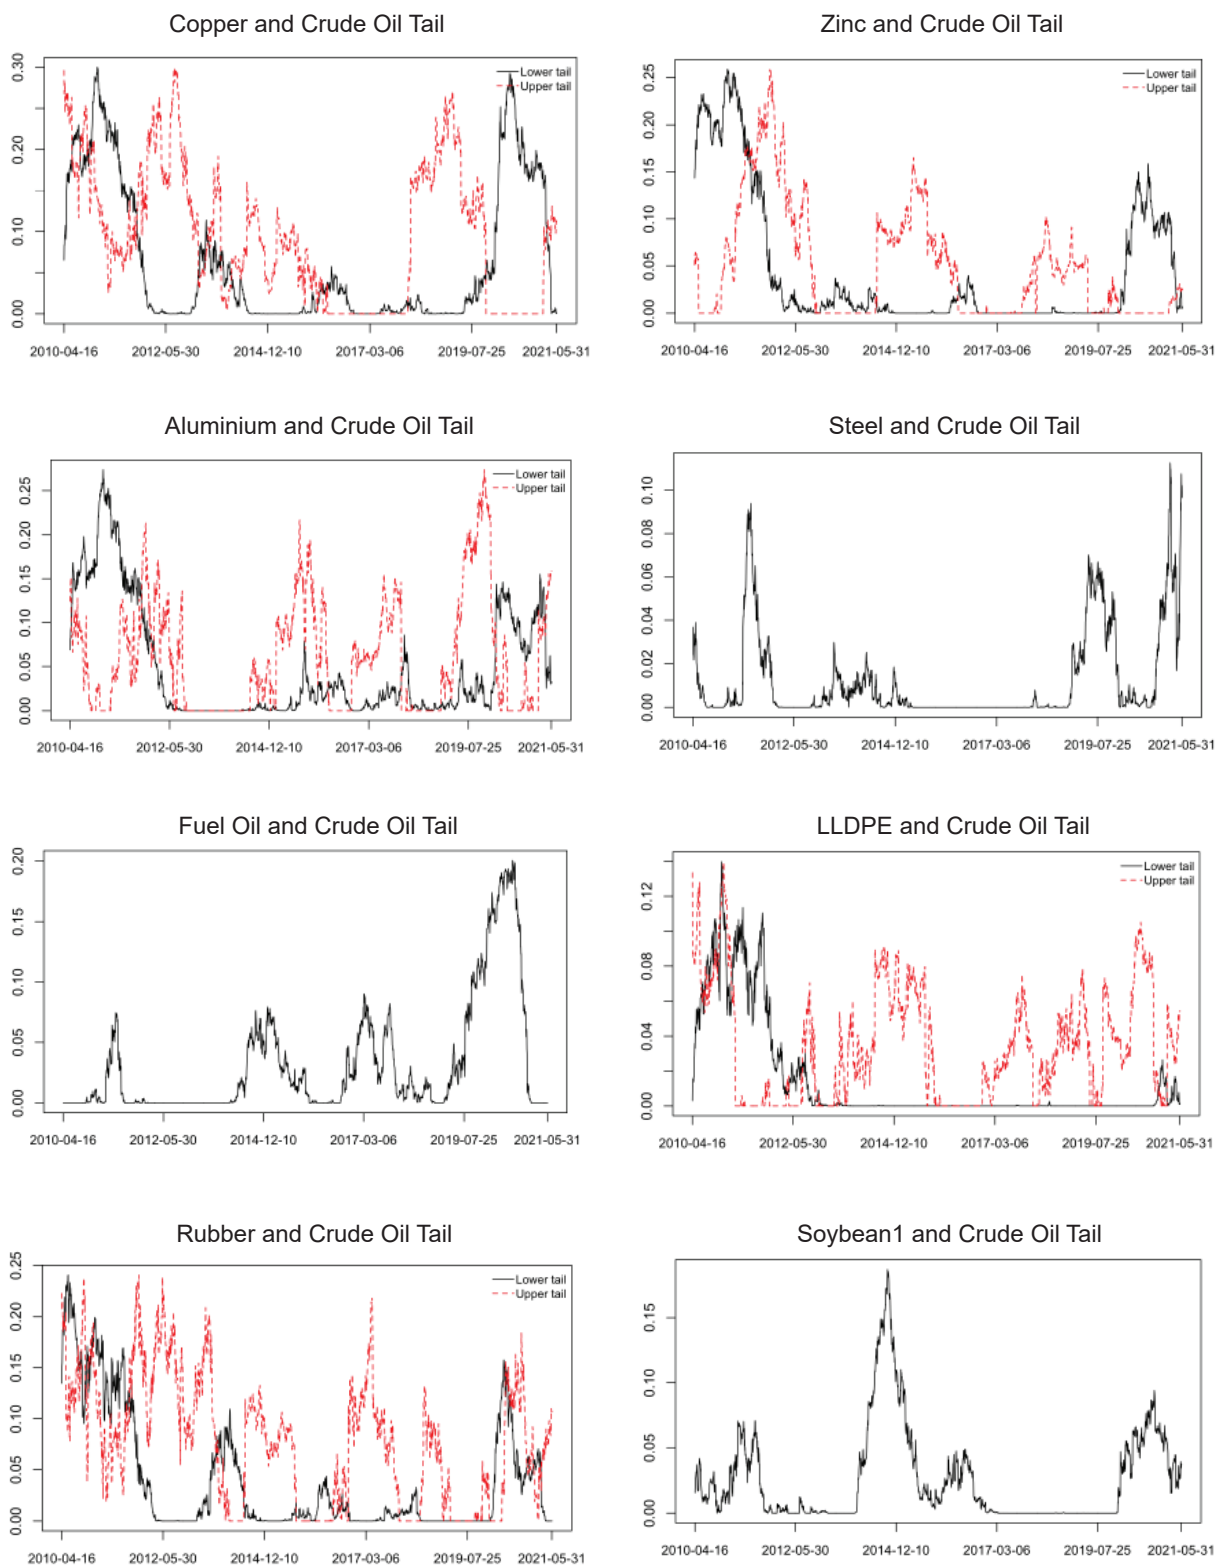 Copper and Crude Oil Tail
0.30
0.20
0.10
0.00
Lower tail
Upper tail
2010-04-16 2012-05-30 2014-12-10 2017-03-06 2019-07-25 2021-05-31
Zinc and Crude Oil Tail
0.25
0.20
0.15
0.10
0.05
0.00
Lower tail
Upper tail
2010-04-16 2012-05-30 2014-12-10 2017-03-06 2019-07-25 2021-05-31
Aluminium and Crude Oil Tail
0.25
0.20
0.15
0.10
0.05
0.00
Lower tail
Upper tail
2010-04-16 2012-05-30 2014-12-10 2017-03-06 2019-07-25 2021-05-31
Steel and Crude Oil Tail
0.10
0.08
0.06
0.04
0.02
0.00
2010-04-16 2012-05-30 2014-12-10 2017-03-06 2019-07-25 2021-05-31
Fuel Oil and Crude Oil Tail
0.20
0.15
0.10
0.05
0.00
2010-04-16 2012-05-30 2014-12-10 2017-03-06 2019-07-25 2021-05-31
LLDPE and Crude Oil Tail
0.12
0.08
0.04
0.00
Lower tail
Upper tail
2010-04-16 2012-05-30 2014-12-10 2017-03-06 2019-07-25 2021-05-31
Rubber and Crude Oil Tail
0.25
0.20
0.15
0.10
0.05
0.00
Lower tail
Upper tail
2010-04-16 2012-05-30 2014-12-10 2017-03-06 2019-07-25 2021-05-31
Soybean1 and Crude Oil Tail
0.15
0.10
0.05
0.00
2010-04-16 2012-05-30 2014-12-10 2017-03-06 2019-07-25 2021-05-31